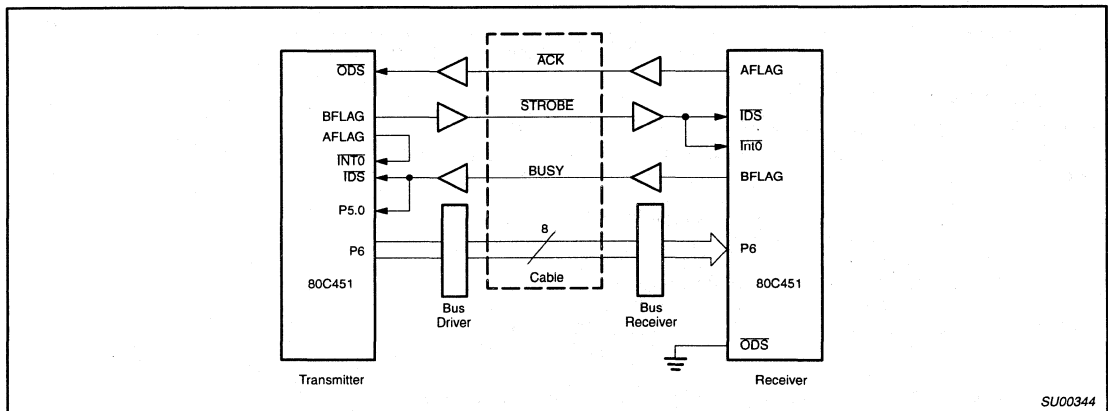 ODS
ACK
AFLAG
BFLAG
STROBE
IDS
AFLAG
Int0
INT0
IDS
BUSY
BFLAG
P5.0
8
P6
P6
Cable
80C451
80C451
Bus
Driver
Bus
Receiver
ODS
Transmitter
Receiver
SU00344